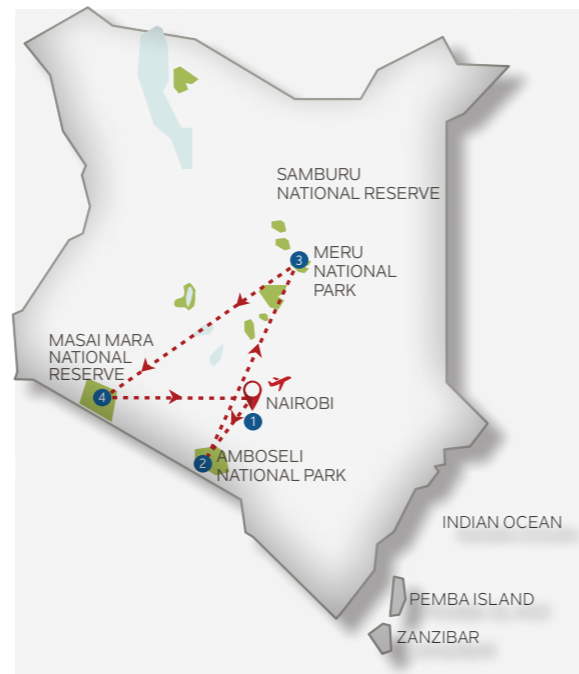 SAMBURU
NATIONAL RESERVE
3
MERU
NATIONAL
PARK
MASAI MARA
NATIONAL
RESERVE
4
NAIROBI
1
2
AMBOSELI
NATIONAL PARK
INDIAN OCEAN
PEMBA ISLAND
ZANZIBAR